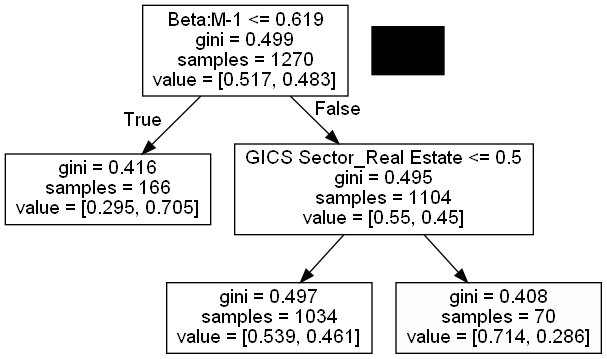 Beta:M-1 <= 0.619
gini = 0.499
samples = 1270
value = [0.517, 0.483]
True
False
gini = 0.416
samples = 166
value = [0.295, 0.705]
GICS Sector_Real Estate <= 0.5
gini = 0.495
samples = 1104
value = [0.55, 0.45]
gini = 0.497
samples = 1034
value = [0.539, 0.461]
gini = 0.408
samples = 70
value = [0.714, 0.286]